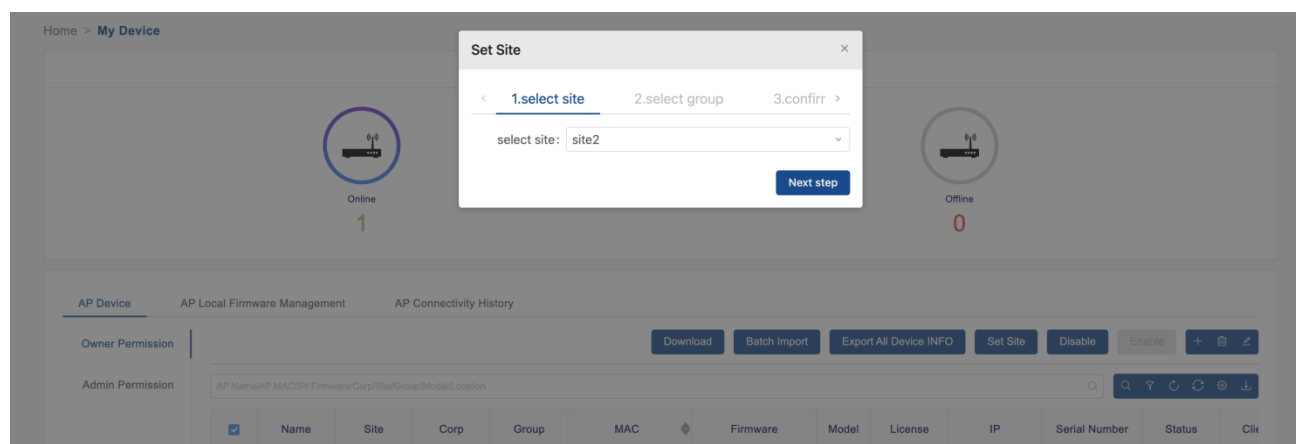 Home > My Device
Set Site ×
< 1.select site 2.select group 3.confirr >
select site: site2
Next step
Online
1
Offline
0
AP Device AP Local Firmware Management AP Connectivity History
Owner Permission Download Batch Import Export All Device INFO Set Site Disable Enable
Admin Permission AP Name/AP MAC/IP/ Firmware/Corp/Site/Group/Model/Location
Name Site Corp Group MAC Firmware Model License IP Serial Number Status Clie